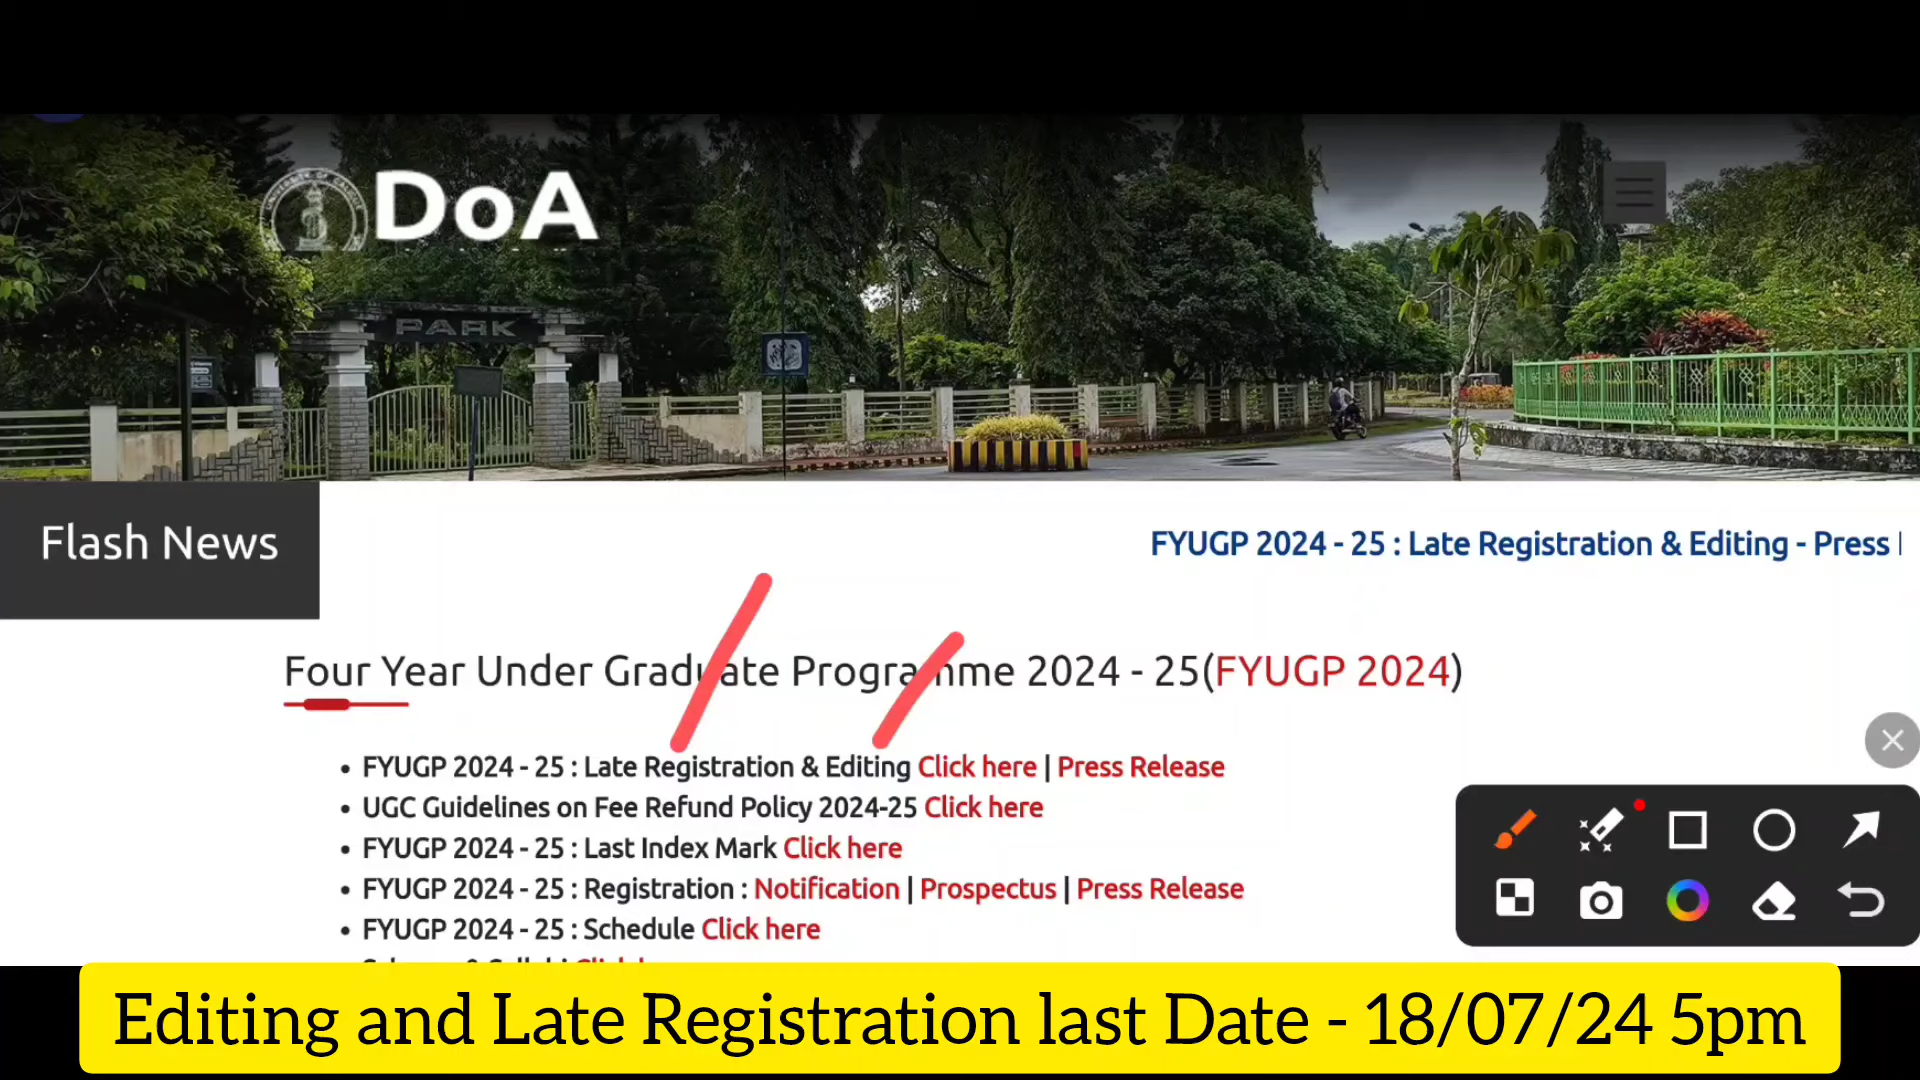 DoA
PARK
Flash News
FYUGP 2024 - 25 : Late Registration & Editing - Press
Four Year Under Graduate Programme 2024 - 25(FYUGP 2024)
• FYUGP 2024 - 25 : Late Registration & Editing Click here | Press Release
• UGC Guidelines on Fee Refund Policy 2024-25 Click here
• FYUGP 2024 - 25 : Last Index Mark Click here
• FYUGP 2024 - 25 : Registration : Notification | Prospectus | Press Release
• FYUGP 2024 - 25 : Schedule Click here
Editing and Late Registration last Date - 18/07/24 5pm